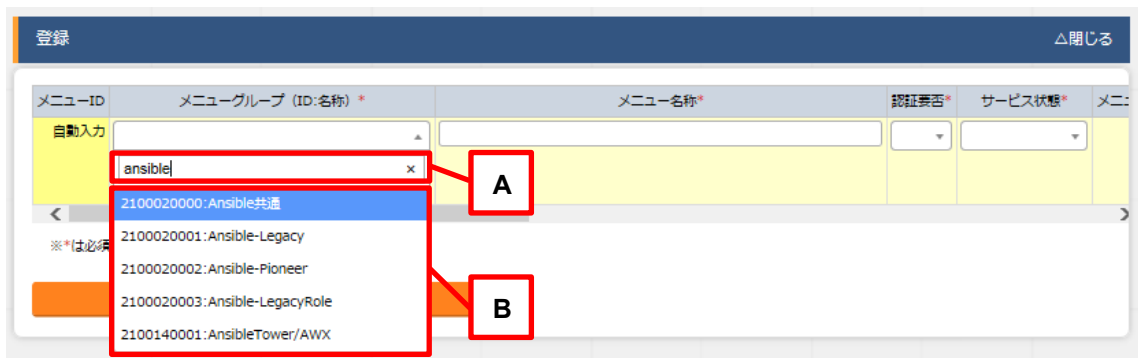 登録 △閉じる
メニューID メニューグループ（ID:名称）* メニュー名称* 認証要否* サービス状態*
自動入力
ansible ×
A
2100020000:Ansible共通
2100020001:Ansible-Legacy
※*は必須
2100020002:Ansible-Pioneer
2100020003:Ansible-LegacyRole
B
2100140001:AnsibleTower/AWX